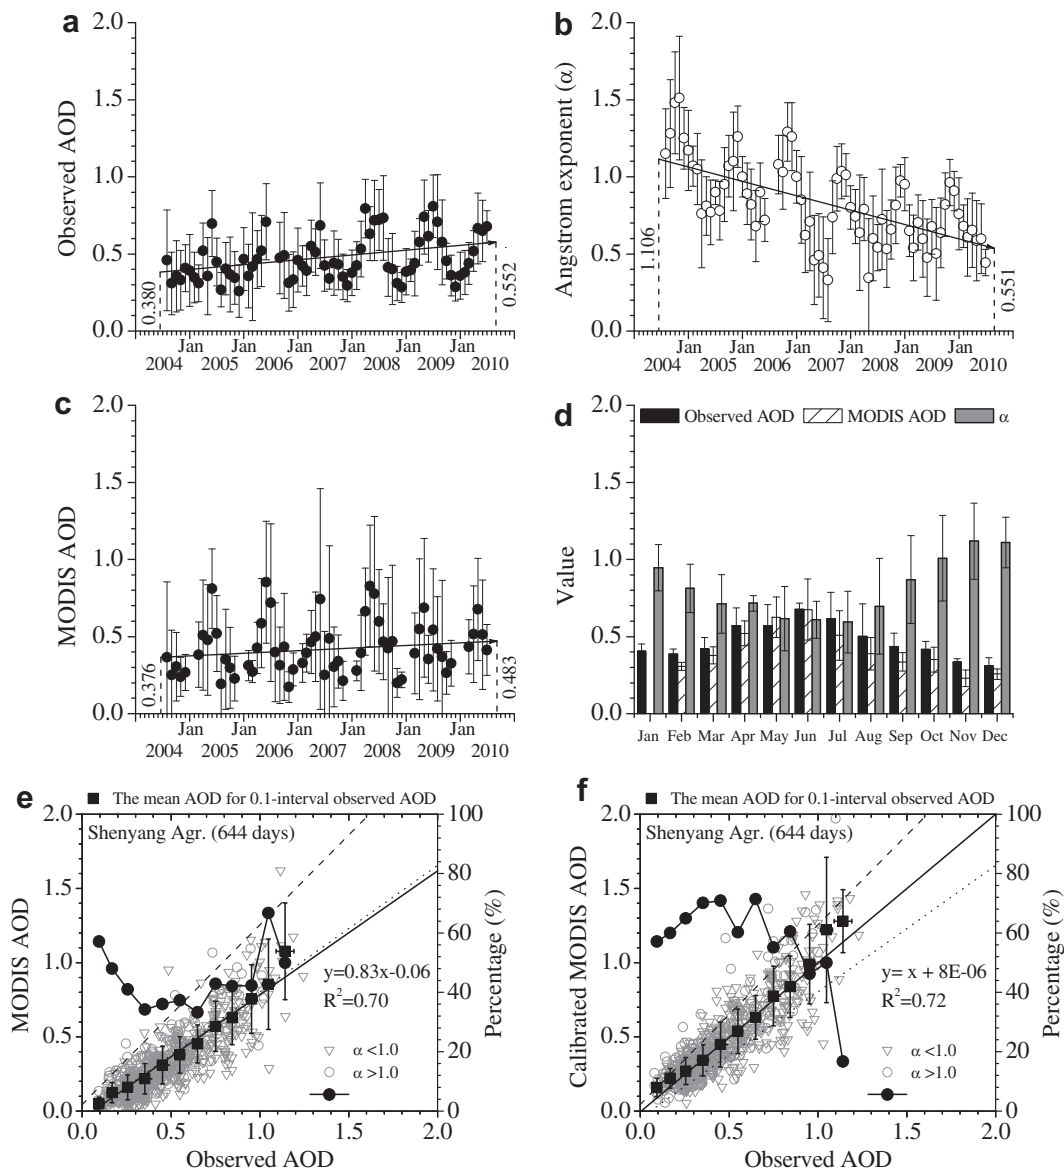 a
Observed AOD
2.0
1.5
1.0
0.5
0.0
0.380
0.552
Jan Jan Jan Jan Jan Jan
2004 2005 2006 2007 2008 2009 2010
b
Angstrom exponent (α)
2.0
1.5
1.0
0.5
0.0
1.106
0.551
Jan Jan Jan Jan Jan Jan
2004 2005 2006 2007 2008 2009 2010
c
MODIS AOD
2.0
1.5
1.0
0.5
0.0
0.376
0.483
Jan Jan Jan Jan Jan Jan
2004 2005 2006 2007 2008 2009 2010
d
Value
2.0
1.5
1.0
0.5
0.0
Observed AOD MODIS AOD α
Jan Feb Mar Apr May Jun Jul Aug Sep Oct Nov Dec
e
The mean AOD for 0.1-interval observed AOD
Shenyang Agr. (644 days)
MODIS AOD
2.0
1.5
1.0
0.5
0.0
100
80
60
40
20
0
Percentage (%)
y=0.83x-0.06
R²=0.70
α <1.0
α >1.0
0.0 0.5 1.0 1.5 2.0
Observed AOD
f
The mean AOD for 0.1-interval observed AOD
Shenyang Agr. (644 days)
Calibrated MODIS AOD
2.0
1.5
1.0
0.5
0.0
100
80
60
40
20
0
Percentage (%)
y= x + 8E-06
R²=0.72
α <1.0
α >1.0
0.0 0.5 1.0 1.5 2.0
Observed AOD